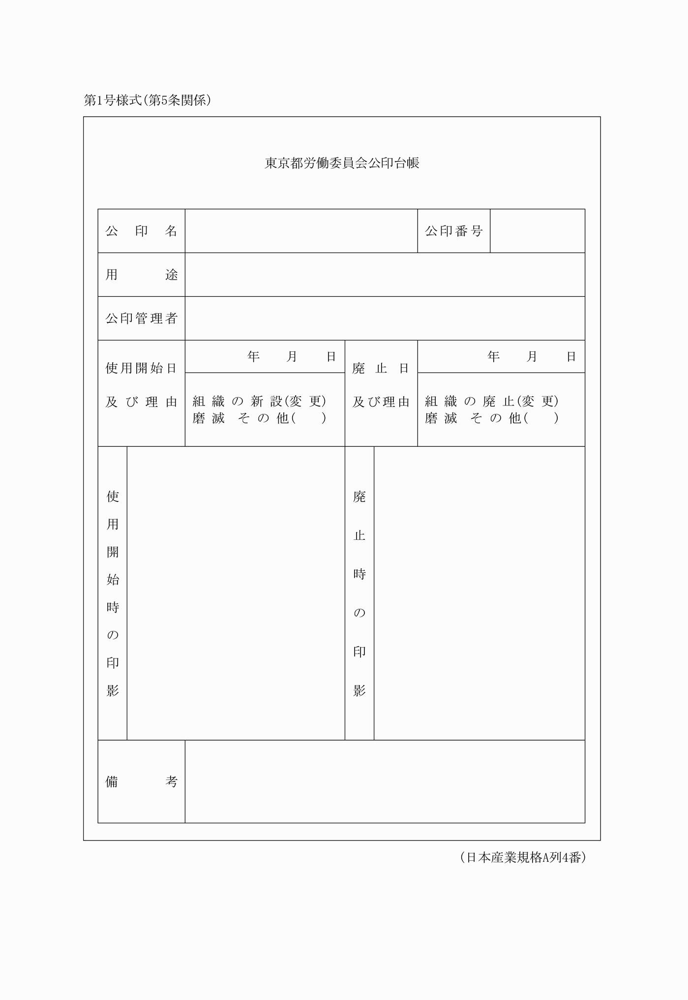 第1号様式(第5条関係)
東京都労働委員会公印台帳
公印名
公印番号
用途
公印管理者
使用開始日
及び理由
年 月 日
組織の新設(変更)
磨滅 その他( )
廃止日
及び理由
年 月 日
組織の廃止(変更)
磨滅 その他( )
使用開始時の印影
廃止時の印影
備考
(日本産業規格A列4番)